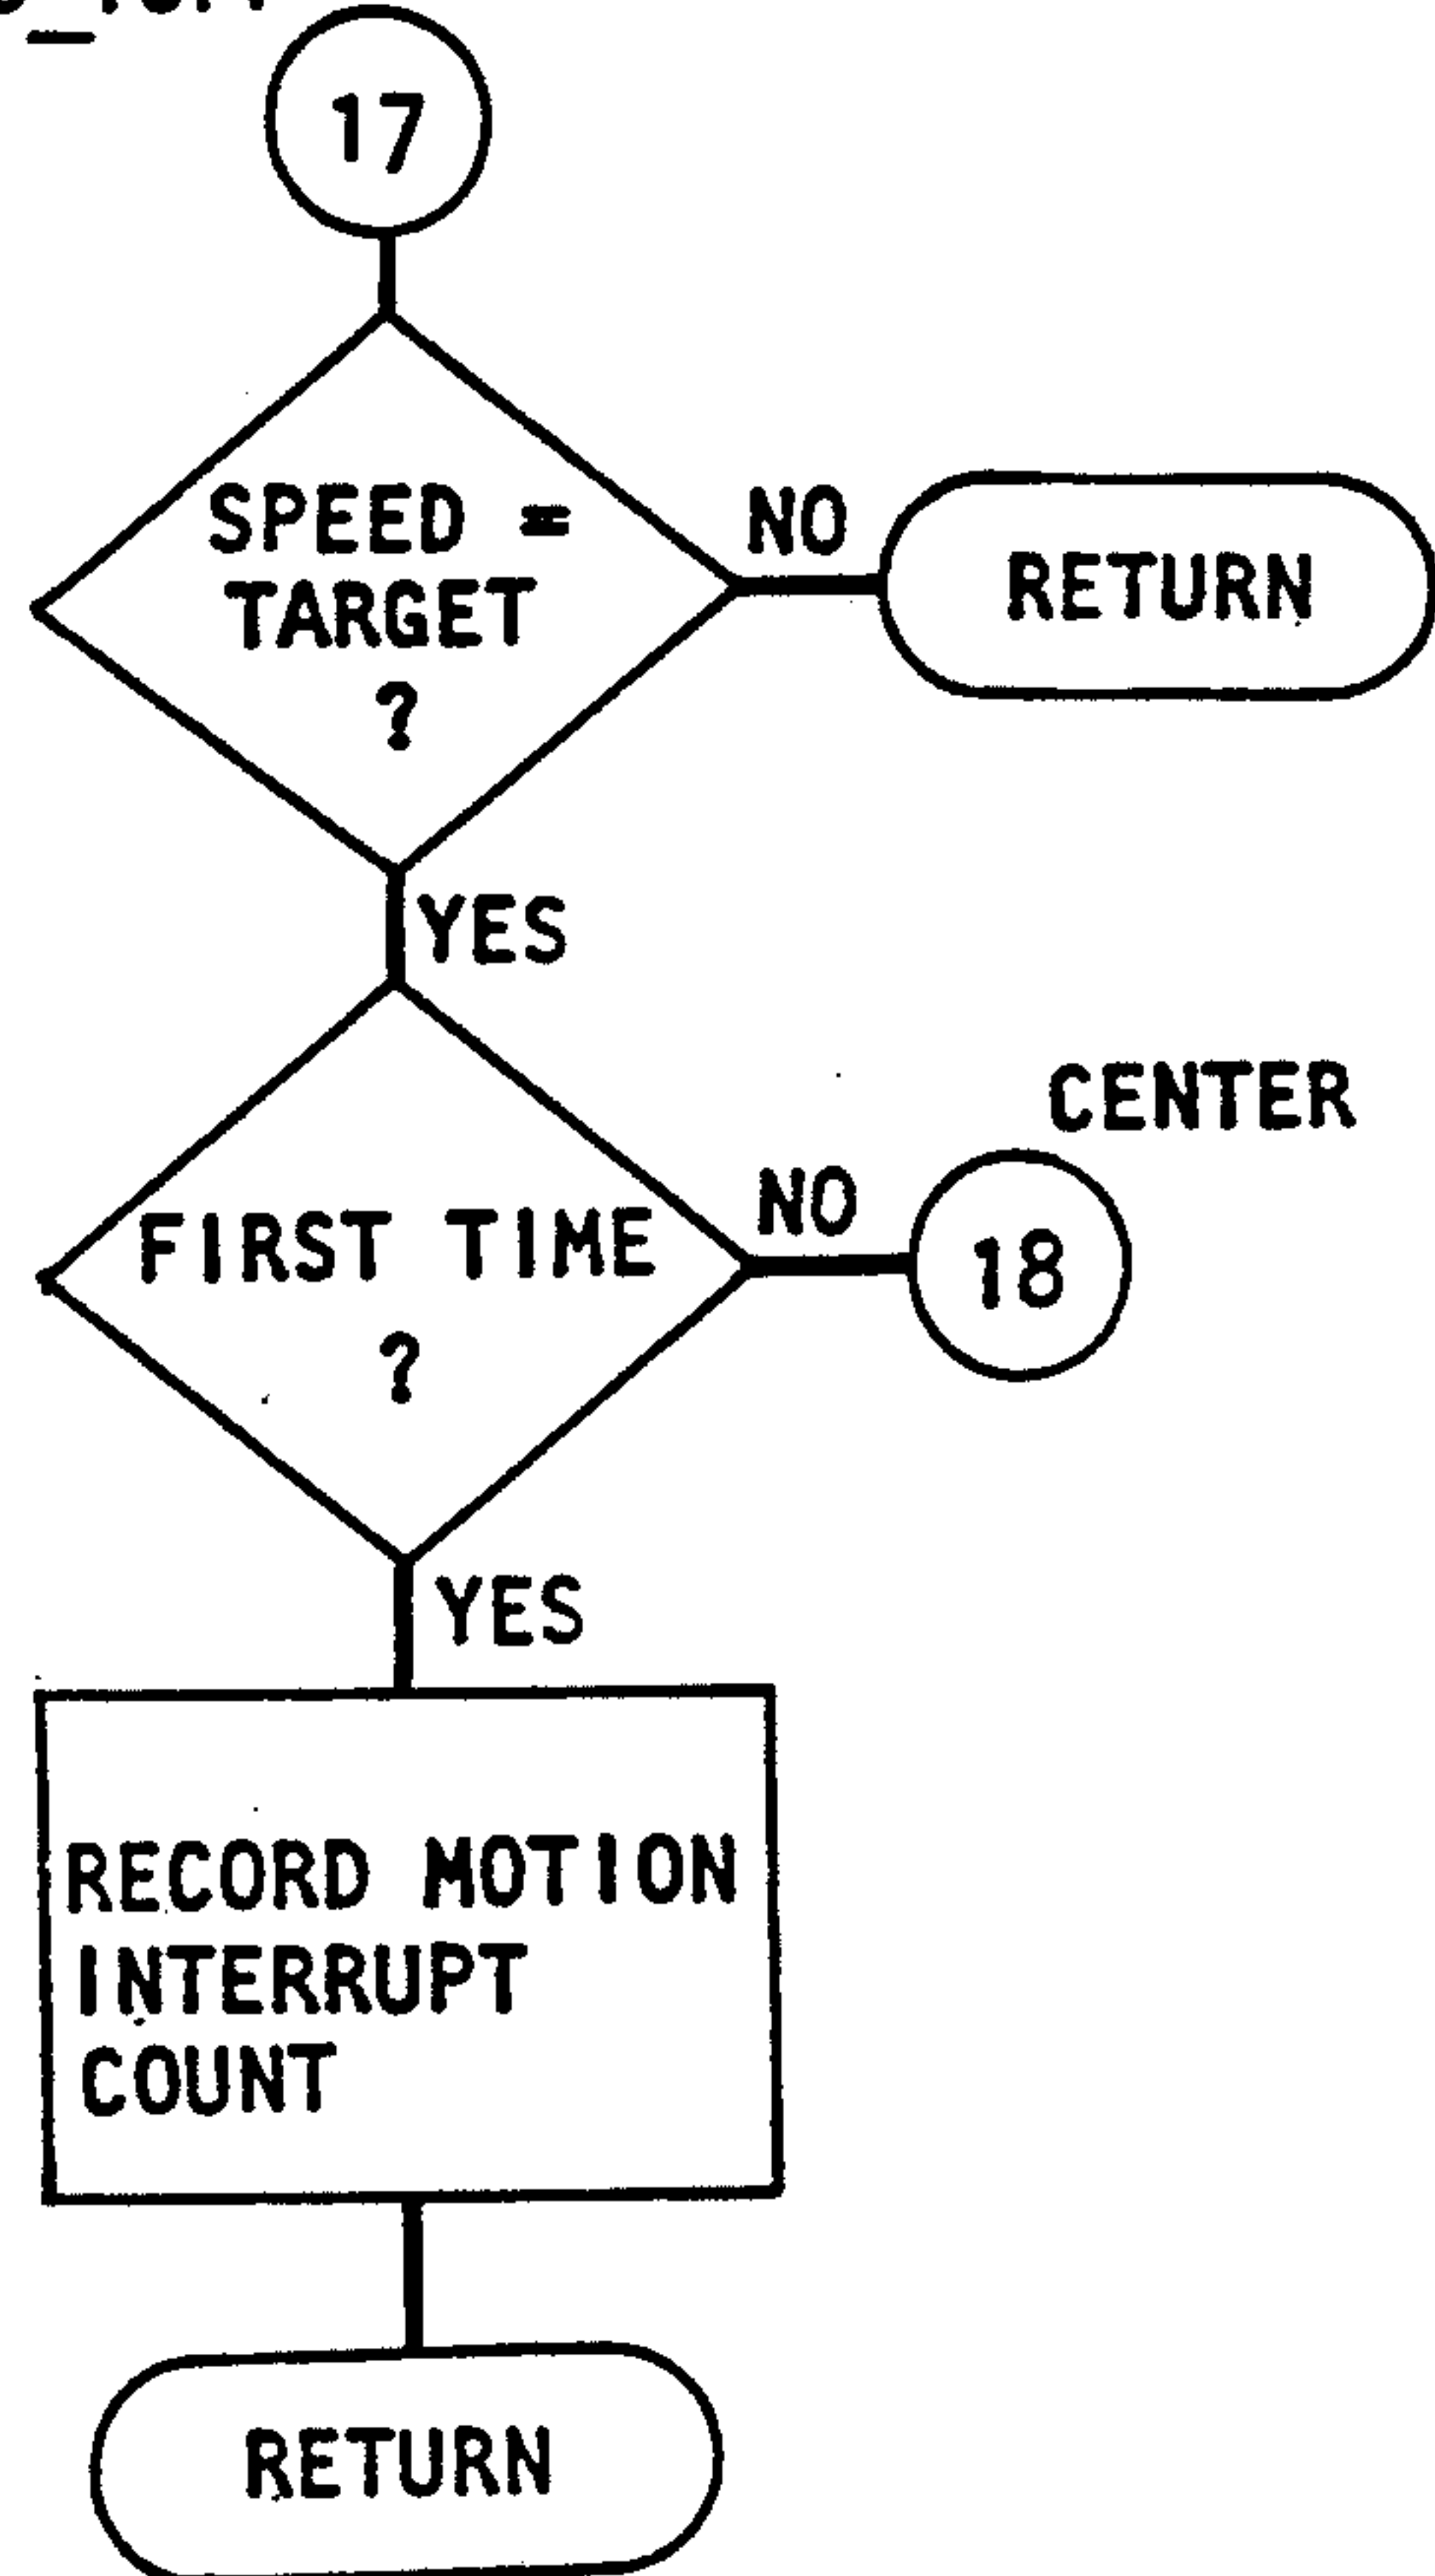 17
SPEED =
TARGET
?
NO
RETURN
YES
CENTER
FIRST TIME
?
NO
18
YES
RECORD MOTION
INTERRUPT
COUNT
RETURN